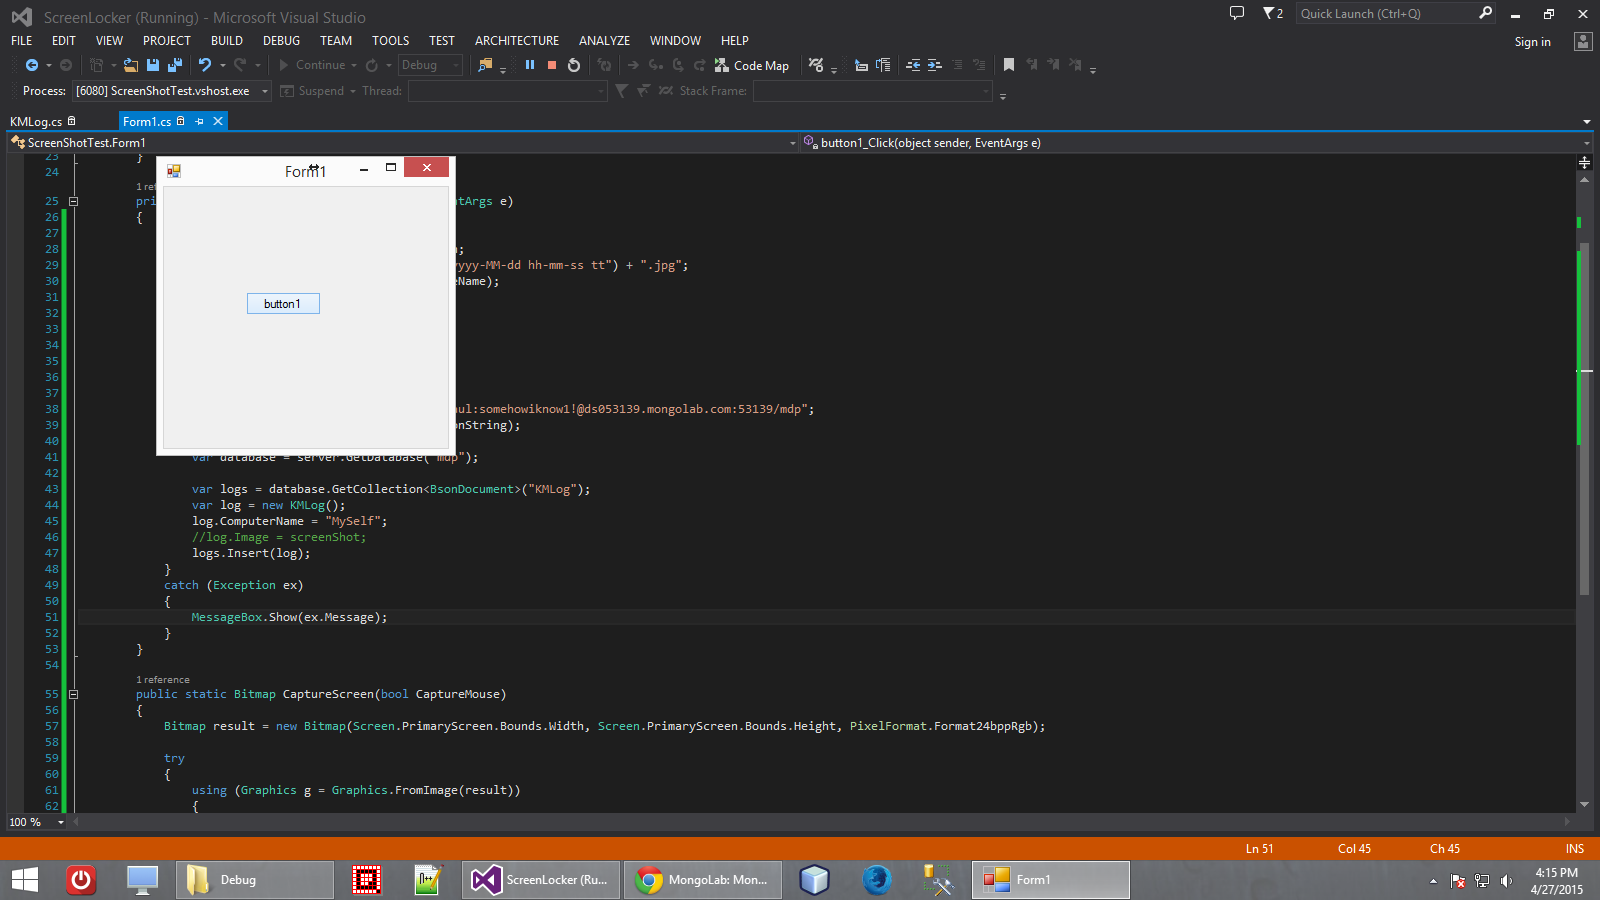 ScreenLocker (Running) - Microsoft Visual Studio
2
Quick Launch (Ctrl+Q)
FILE EDIT VIEW PROJECT BUILD DEBUG TEAM TOOLS TEST ARCHITECTURE ANALYZE WINDOW HELP
Sign in
Continue Debug Code Map
Process: [6080] ScreenShotTest.vshost.exe Suspend Thread: Stack Frame:
KMLog.cs Form1.cs
ScreenShotTest.Form1 button1_Click(object sender, EventArgs e)
Form1
button1
23 }
24
1 ref
25 pri ntArgs e)
26 {
27
28 ;
29 yyyy-MM-dd hh-mm-ss tt") + ".jpg";
30 eName);
31
32
33
34
35
36
37
38 ul:somehowiknow1!@ds053139.mongolab.com:53139/mdp";
39 onString);
40
41 var database = server.GetDatabase("mdp");
42
43 var logs = database.GetCollection<BsonDocument>("KMLog");
44 var log = new KMLog();
45 log.ComputerName = "MySelf";
46 //log.Image = screenShot;
47 logs.Insert(log);
48 }
49 catch (Exception ex)
50 {
51 MessageBox.Show(ex.Message);
52 }
53 }
54
1 reference
55 public static Bitmap CaptureScreen(bool CaptureMouse)
56 {
57 Bitmap result = new Bitmap(Screen.PrimaryScreen.Bounds.Width, Screen.PrimaryScreen.Bounds.Height, PixelFormat.Format24bppRgb);
58
59 try
60 {
61 using (Graphics g = Graphics.FromImage(result))
62 {
100 %
Ln 51 Col 45 Ch 45 INS
Debug ScreenLocker (Ru... MongoLab: Mon... Form1
4:15 PM
4/27/2015